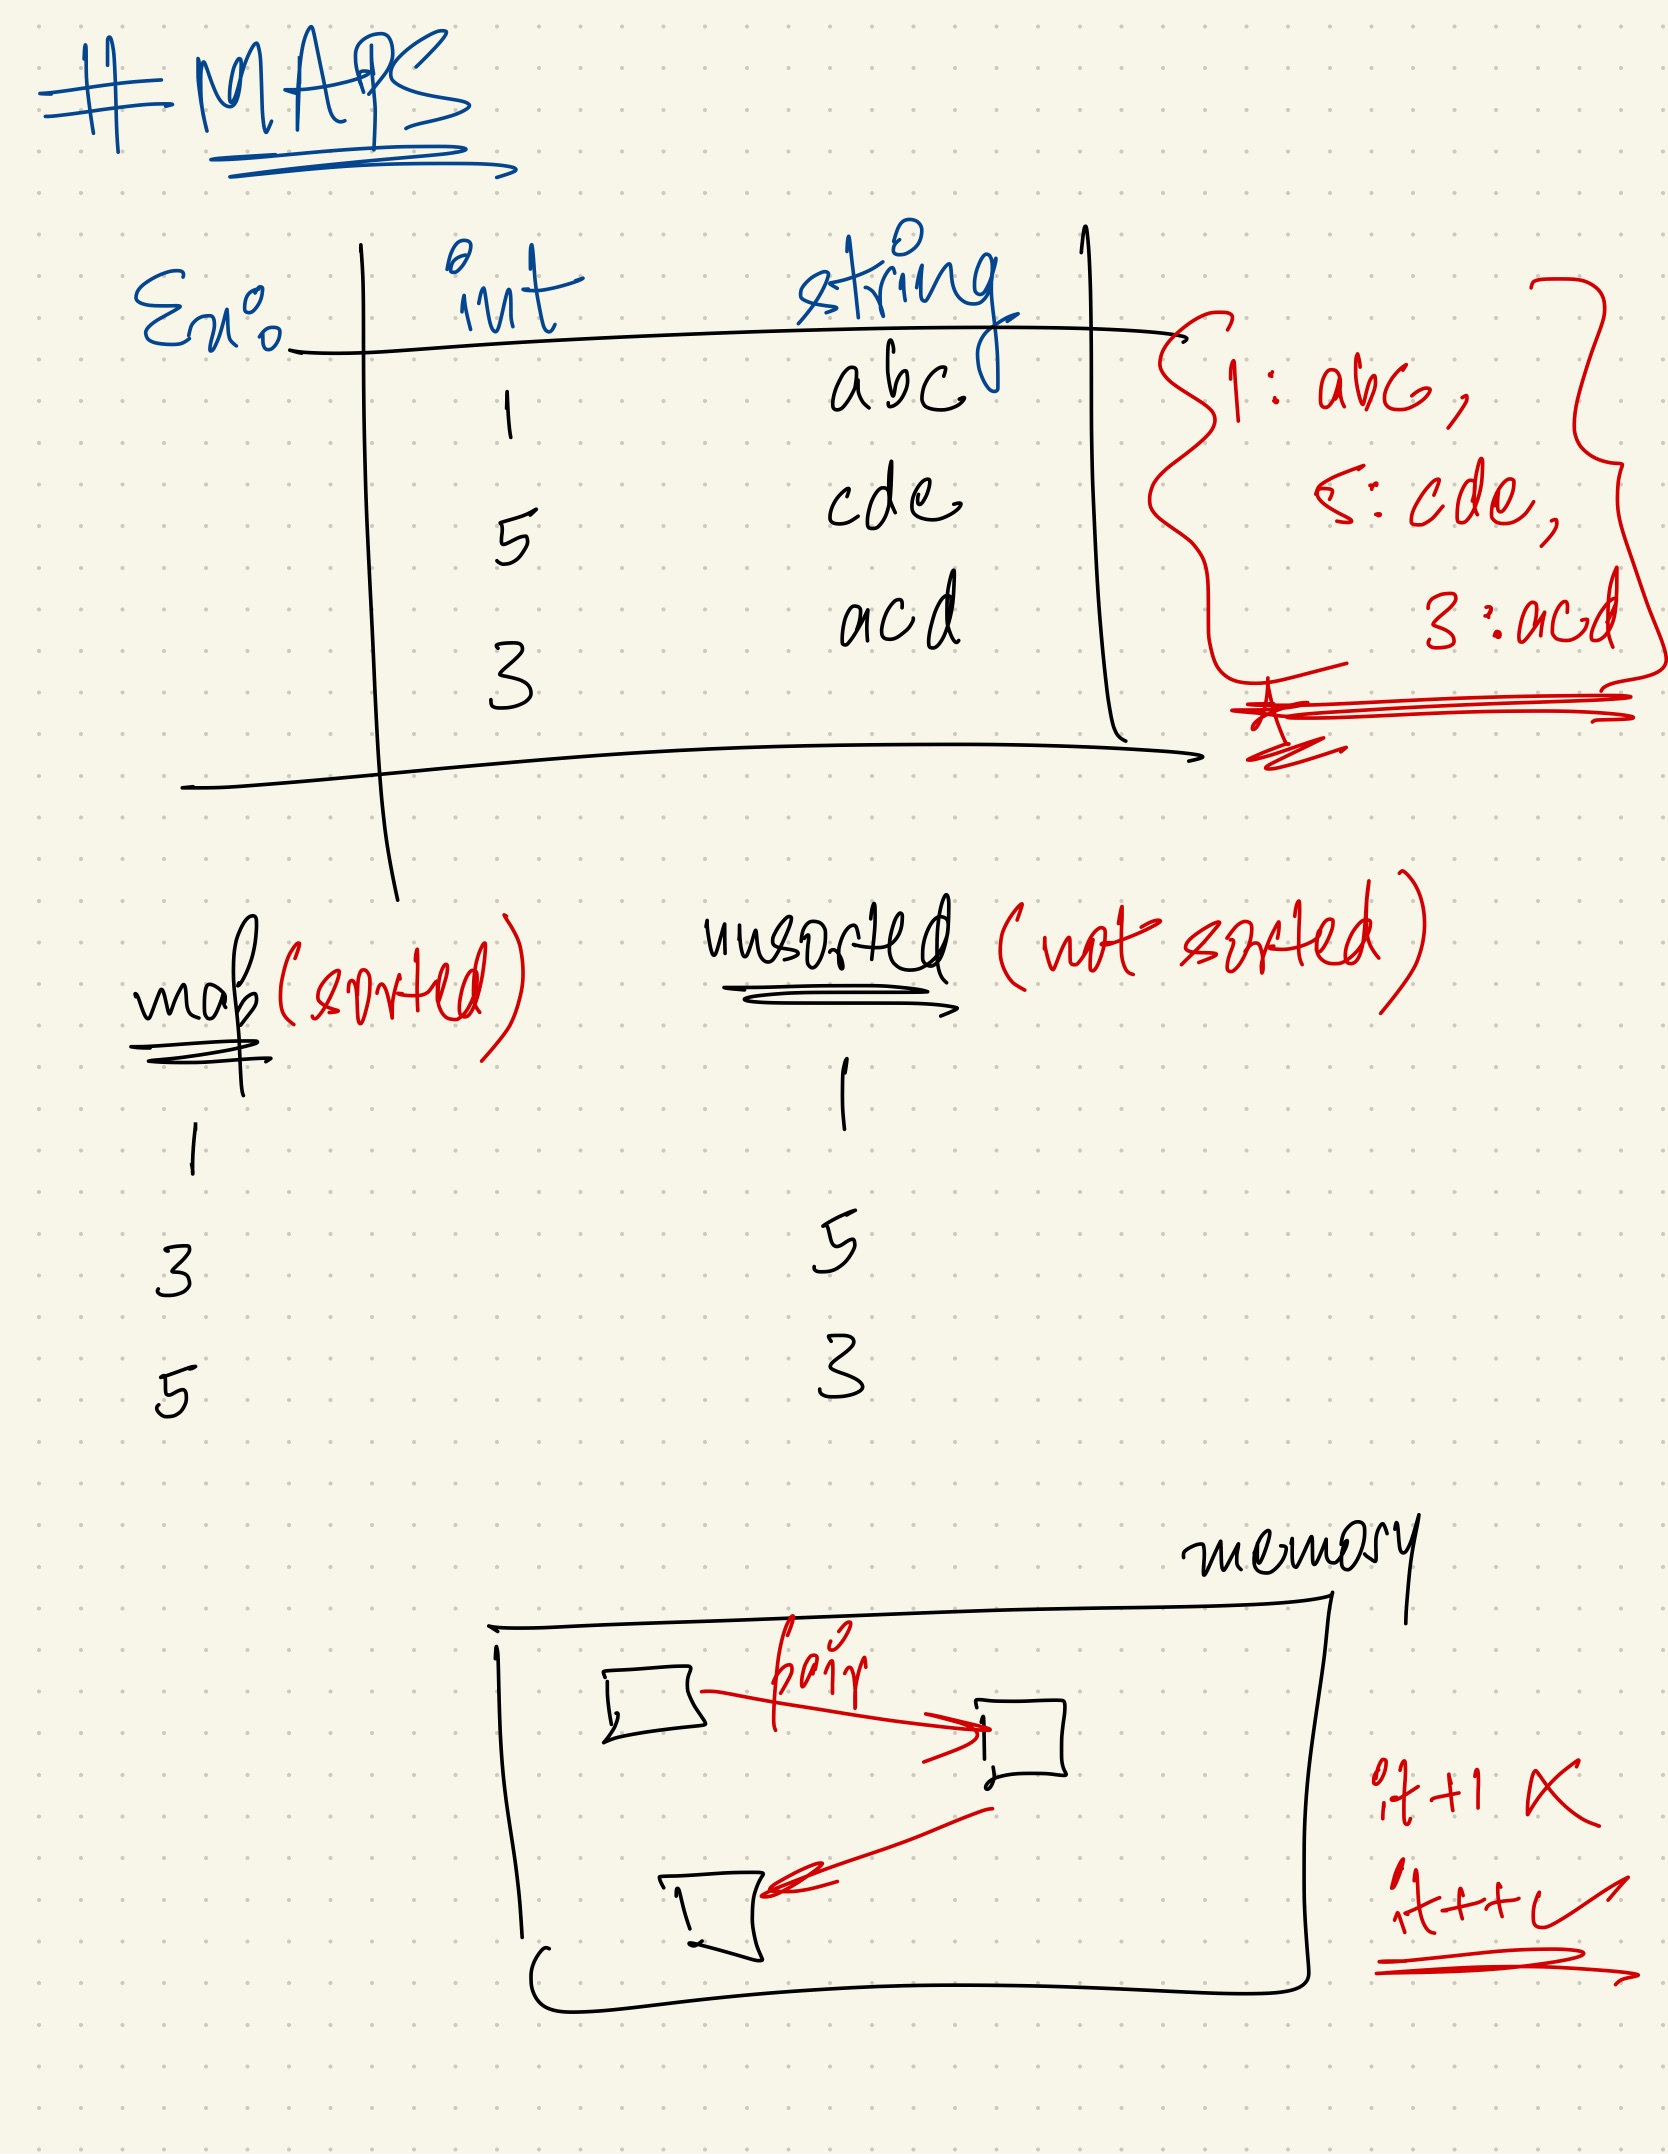 # MAPS
Ex: int string
1 abc
5 cde
3 acd
{1: abc,
5: cde,
3: acd}
map (sorted)
1
3
5
unsorted (not sorted)
1
5
3
memory
pair
it+1 ×
it++ ✓